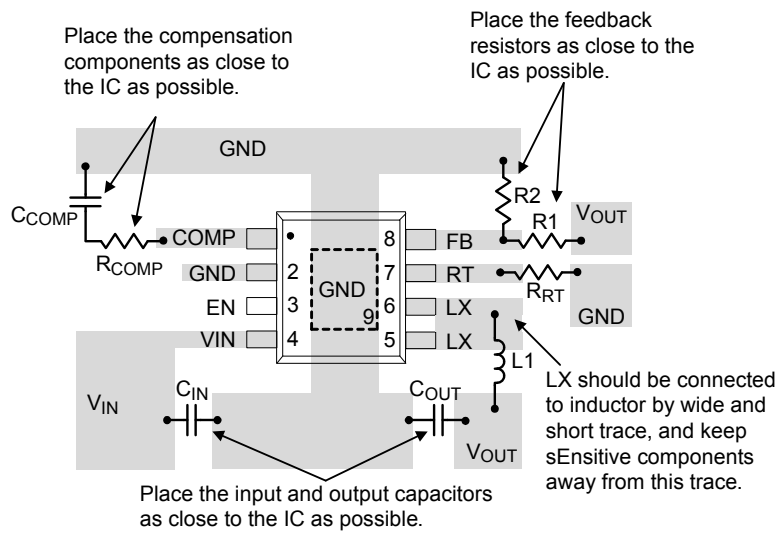 Place the compensation
components as close to
the IC as possible.
Place the feedback
resistors as close to the
IC as possible.
GND
CCOMP
RCOMP
R2
R1
VOUT
COMP
8
FB
GND
2
7
RT
RRT
GND
GND
EN
3
6
LX
9
VIN
4
5
LX
L1
VIN
CIN
COUT
VOUT
LX should be connected
to inductor by wide and
short trace, and keep
sEnsitive components
away from this trace.
Place the input and output capacitors
as close to the IC as possible.